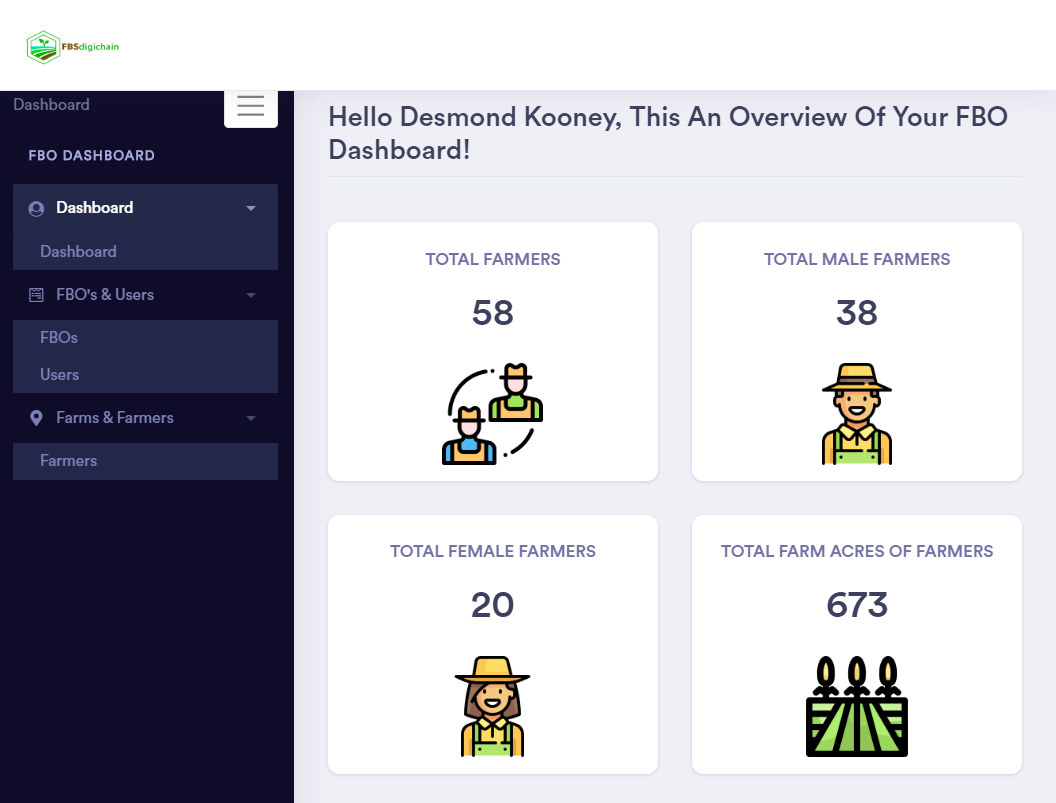 FBSdigichain
Dashboard
FBO DASHBOARD
Dashboard
Dashboard
FBO's & Users
FBOs
Users
Farms & Farmers
Farmers
Hello Desmond Kooney, This An Overview Of Your FBO
Dashboard!
TOTAL FARMERS
58
TOTAL MALE FARMERS
38
TOTAL FEMALE FARMERS
20
TOTAL FARM ACRES OF FARMERS
673